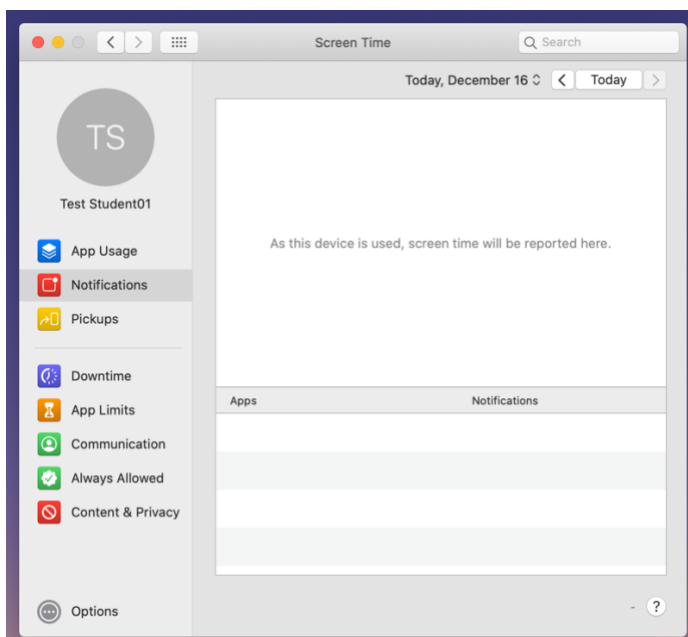 Screen Time
Search
Today, December 16
Today
TS
Test Student01
App Usage
Notifications
Pickups
Downtime
App Limits
Communication
Always Allowed
Content & Privacy
Options
As this device is used, screen time will be reported here.
Apps Notifications
- ?